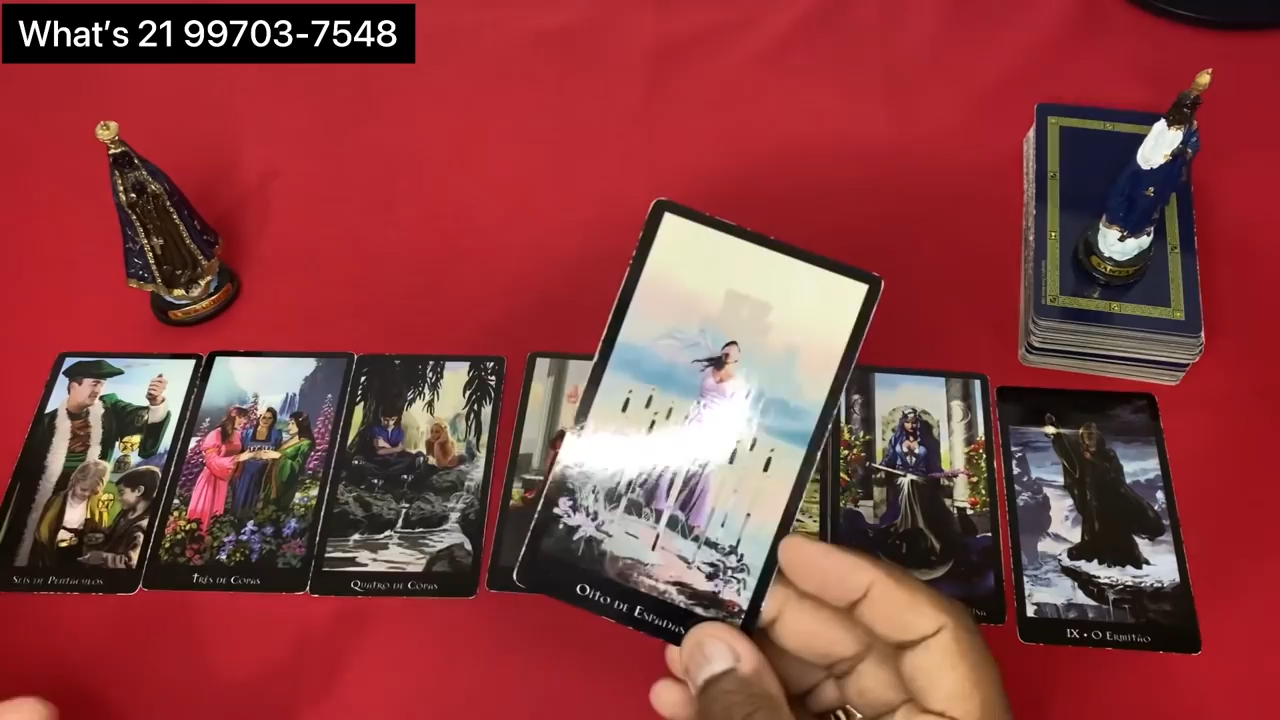 What's 21 99703-7548
SEIS DE PENTÁCULOS
TRÊS DE COPAS
QUATRO DE COPAS
OITO DE ESPADAS
IX • O ERMITÃO